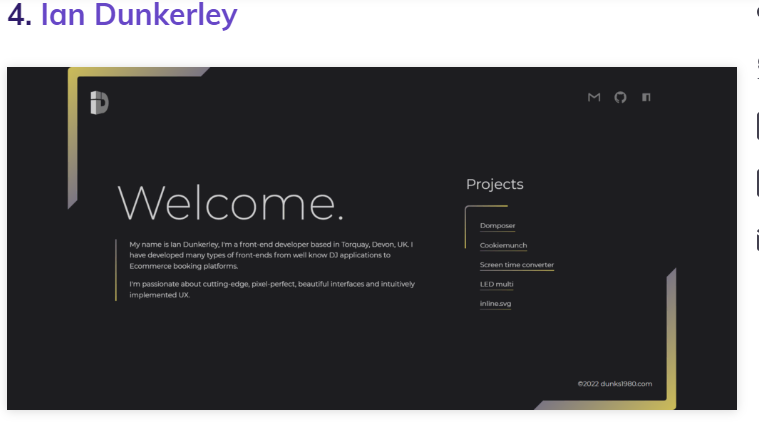 4. Ian Dunkerley
Welcome.
My name is Ian Dunkerley, I'm a front-end developer based in Torquay, Devon, UK. I
have developed many types of front-ends from well know DJ applications to
Ecommerce booking platforms.
I'm passionate about cutting-edge, pixel-perfect, beautiful interfaces and intuitively
implemented UX.
Projects
Domposer
Cookiemunch
Screen time converter
LED multi
inline.svg
©2022 dunks1980.com